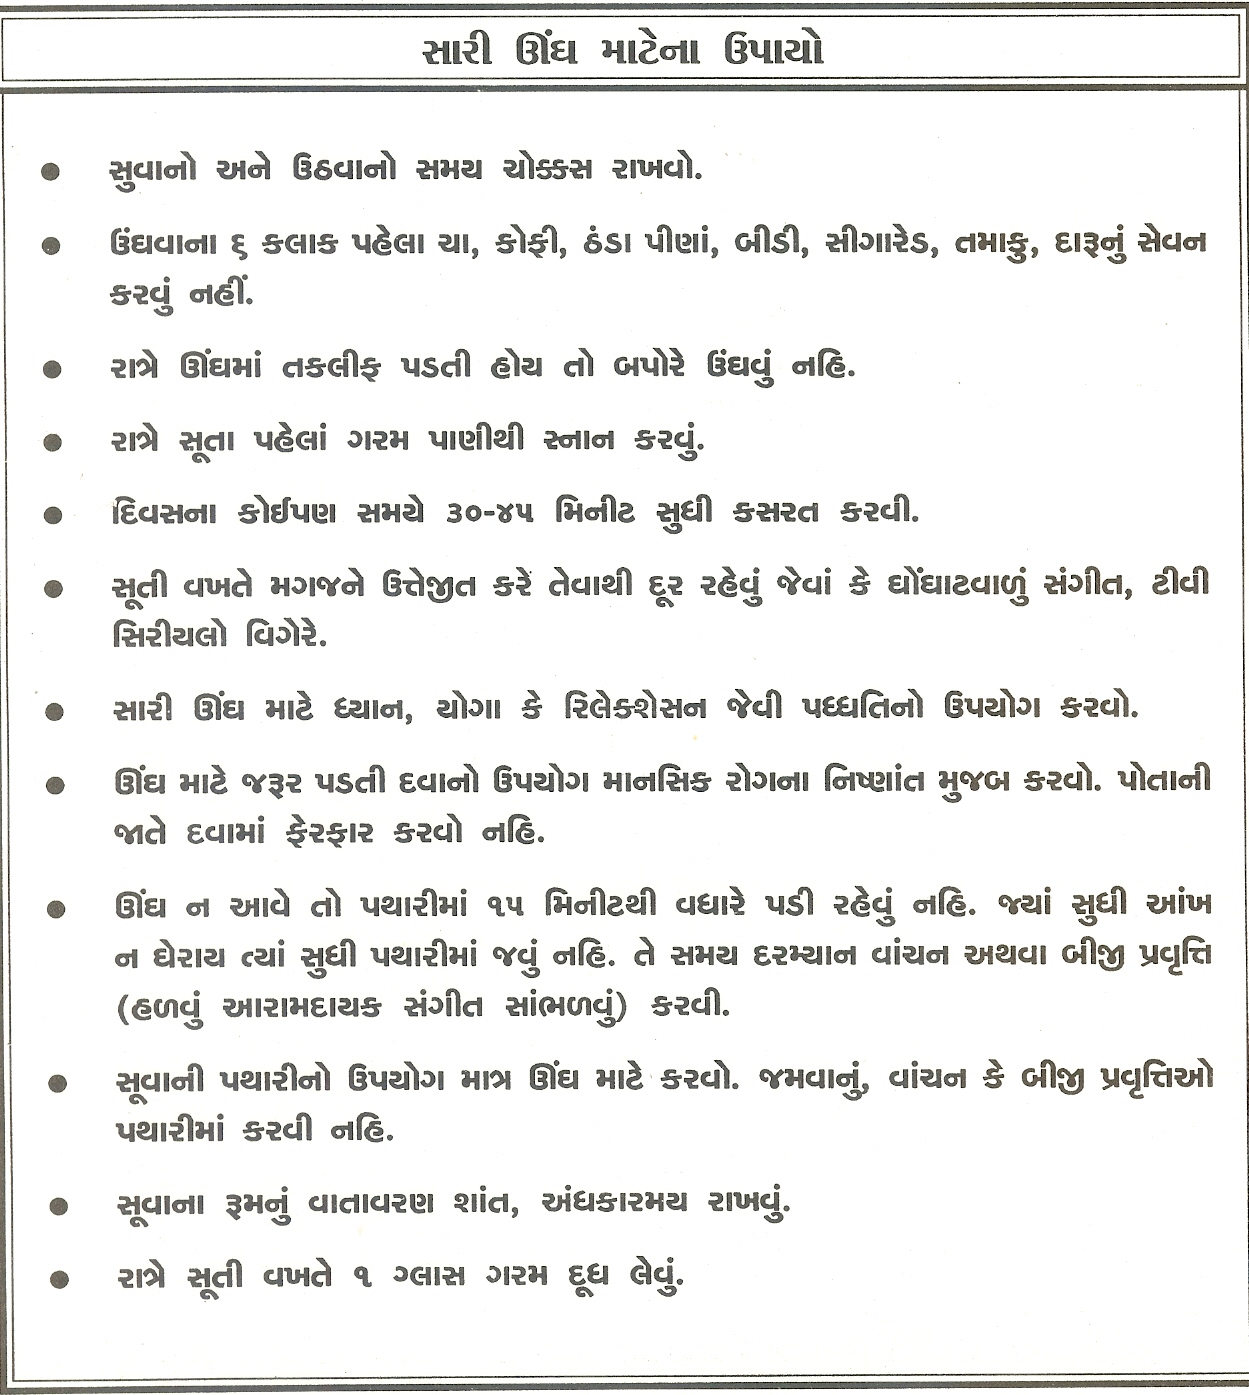 સારી ઊંઘ માટેના ઉપાયો
● સુવાનો અને ઉઠવાનો સમય ચોક્કસ રાખવો.
● ઉંઘવાના ૬ કલાક પહેલા ચા, કોફી, ઠંડા પીણાં, બીડી, સીગારેડ, તમાકુ, દારૂનું સેવન
કરવું નહીં.
● રાત્રે ઊંઘમાં તકલીફ પડતી હોય તો બપોરે ઉંઘવું નહિ.
● રાત્રે સૂતા પહેલાં ગરમ પાણીથી સ્નાન કરવું.
● દિવસના કોઈપણ સમયે ૩૦-૪૫ મિનીટ સુધી કસરત કરવી.
● સૂતી વખતે મગજને ઉત્તેજીત કરે તેવાથી દૂર રહેવું જેવાં કે ઘોંઘાટવાળું સંગીત, ટીવી
સિરીયલો વિગેરે.
● સારી ઊંઘ માટે ધ્યાન, યોગા કે રિલેક્શેસન જેવી પધ્ધતિનો ઉપયોગ કરવો.
● ઊંઘ માટે જરૂર પડતી દવાનો ઉપયોગ માનસિક રોગના નિષ્ણાંત મુજબ કરવો. પોતાની
જાતે દવામાં ફેરફાર કરવો નહિ.
● ઊંઘ ન આવે તો પથારીમાં ૧૫ મિનીટથી વધારે પડી રહેવું નહિ. જ્યાં સુધી આંખ
ન ઘેરાય ત્યાં સુધી પથારીમાં જવું નહિ. તે સમય દરમ્યાન વાંચન અથવા બીજી પ્રવૃત્તિ
(હળવું આરામદાયક સંગીત સાંભળવું) કરવી.
● સૂવાની પથારીનો ઉપયોગ માત્ર ઊંઘ માટે કરવો. જમવાનું, વાંચન કે બીજી પ્રવૃત્તિઓ
પથારીમાં કરવી નહિ.
● સૂવાના રૂમનું વાતાવરણ શાંત, અંધકારમય રાખવું.
● રાત્રે સૂતી વખતે ૧ ગ્લાસ ગરમ દૂધ લેવું.